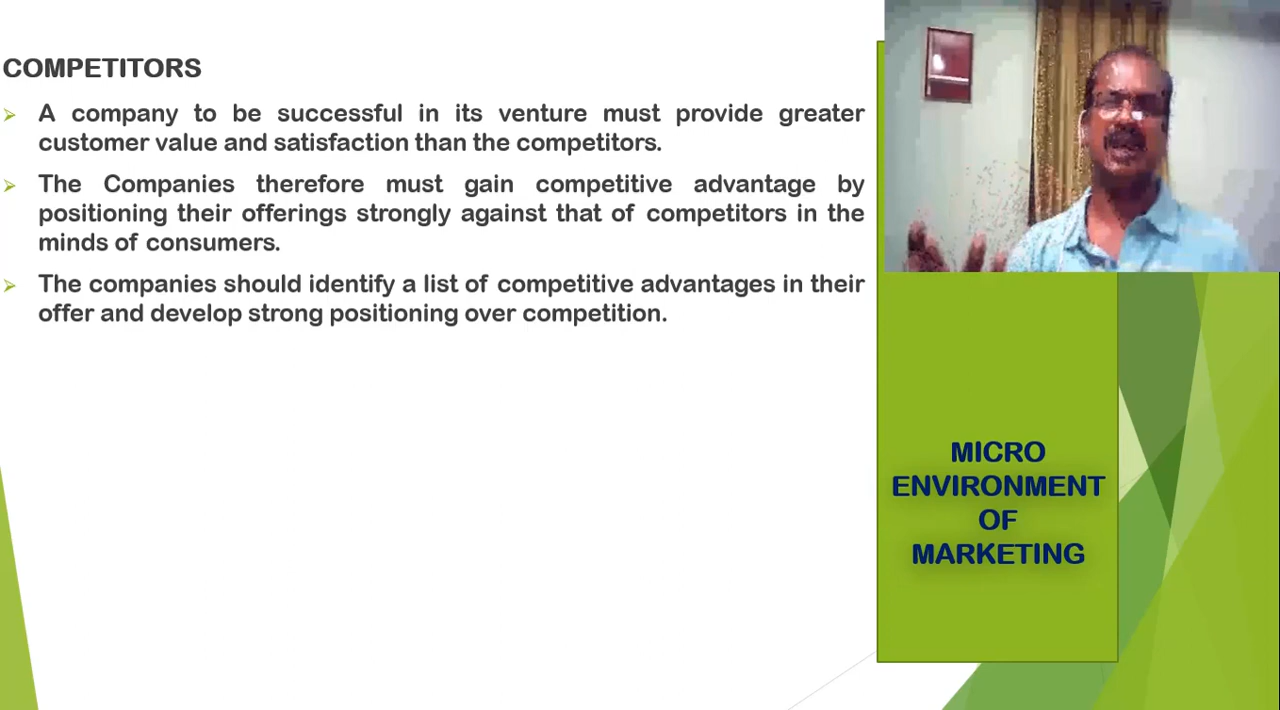 COMPETITORS
A company to be successful in its venture must provide greater
customer value and satisfaction than the competitors.
The Companies therefore must gain competitive advantage by
positioning their offerings strongly against that of competitors in the
minds of consumers.
The companies should identify a list of competitive advantages in their
offer and develop strong positioning over competition.
MICRO
ENVIRONMENT
OF
MARKETING